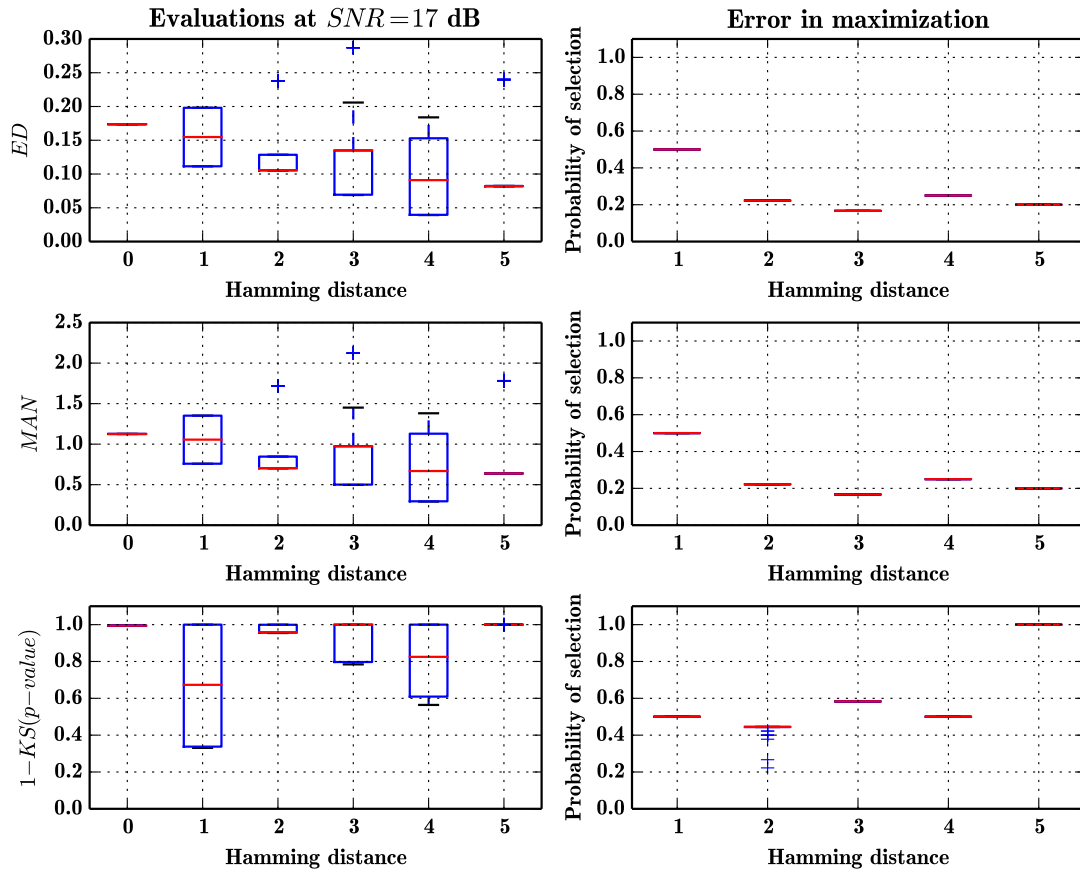 Evaluations at SNR=17 dB
ED
0.30
0.25
0.20
0.15
0.10
0.05
0.00
0 1 2 3 4 5
Hamming distance
Error in maximization
Probability of selection
1.0
0.8
0.6
0.4
0.2
0.0
1 2 3 4 5
Hamming distance
MAN
2.5
2.0
1.5
1.0
0.5
0.0
0 1 2 3 4 5
Hamming distance
Probability of selection
1.0
0.8
0.6
0.4
0.2
0.0
1 2 3 4 5
Hamming distance
1−KS(p−value)
1.0
0.8
0.6
0.4
0.2
0.0
0 1 2 3 4 5
Hamming distance
Probability of selection
1.0
0.8
0.6
0.4
0.2
0.0
1 2 3 4 5
Hamming distance